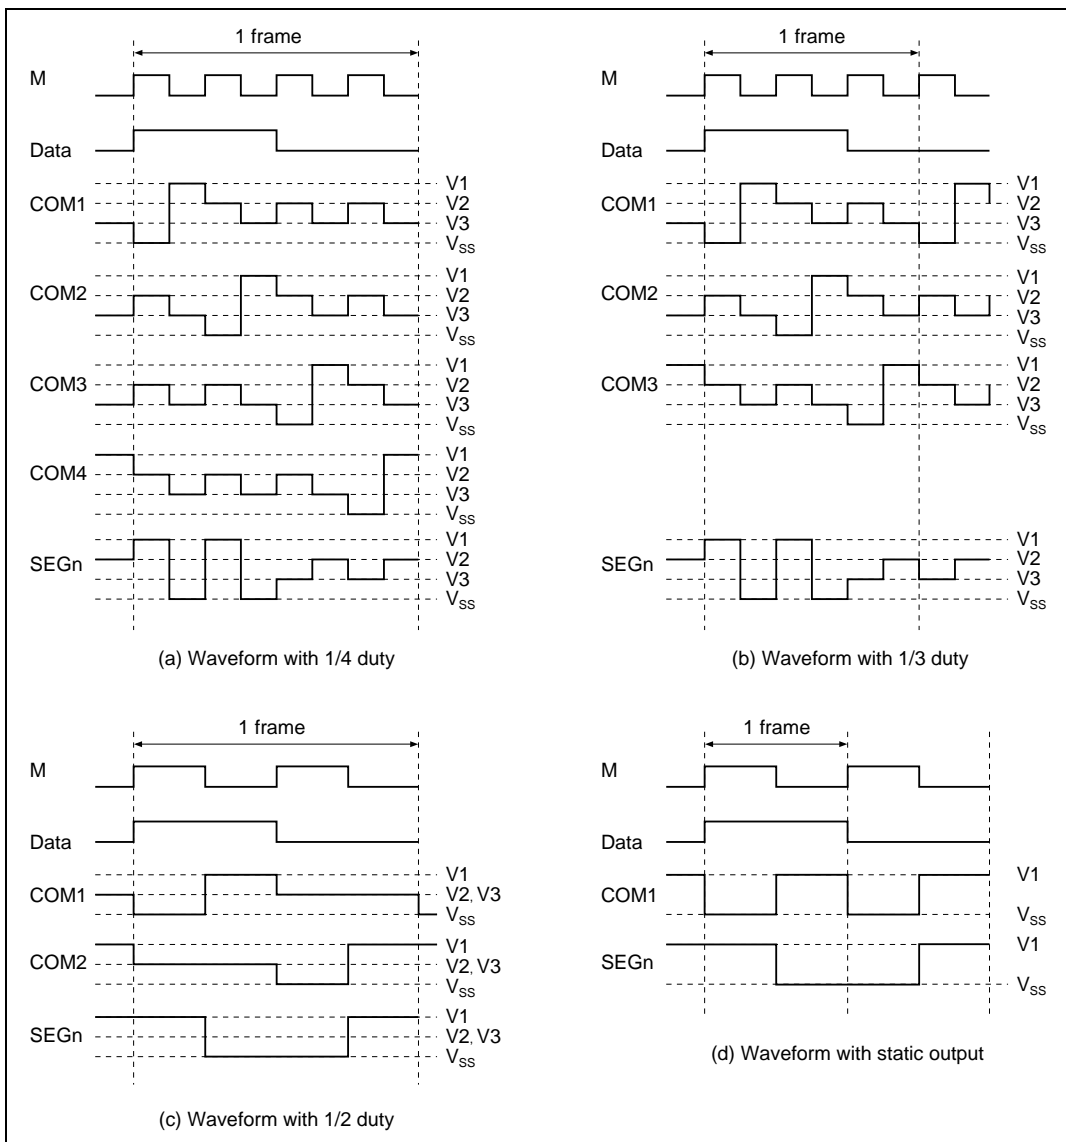 1 frame
M
Data
COM1
V1
V2
V3
VSS
COM2
V1
V2
V3
VSS
COM3
V1
V2
V3
VSS
COM4
V1
V2
V3
VSS
SEGn
V1
V2
V3
VSS
(a) Waveform with 1/4 duty
1 frame
M
Data
COM1
V1
V2
V3
VSS
COM2
V1
V2
V3
VSS
COM3
V1
V2
V3
VSS
SEGn
V1
V2
V3
VSS
(b) Waveform with 1/3 duty
1 frame
M
Data
COM1
V1
V2, V3
VSS
COM2
V1
V2, V3
VSS
SEGn
V1
V2, V3
VSS
(c) Waveform with 1/2 duty
1 frame
M
Data
COM1
V1
VSS
SEGn
V1
VSS
(d) Waveform with static output